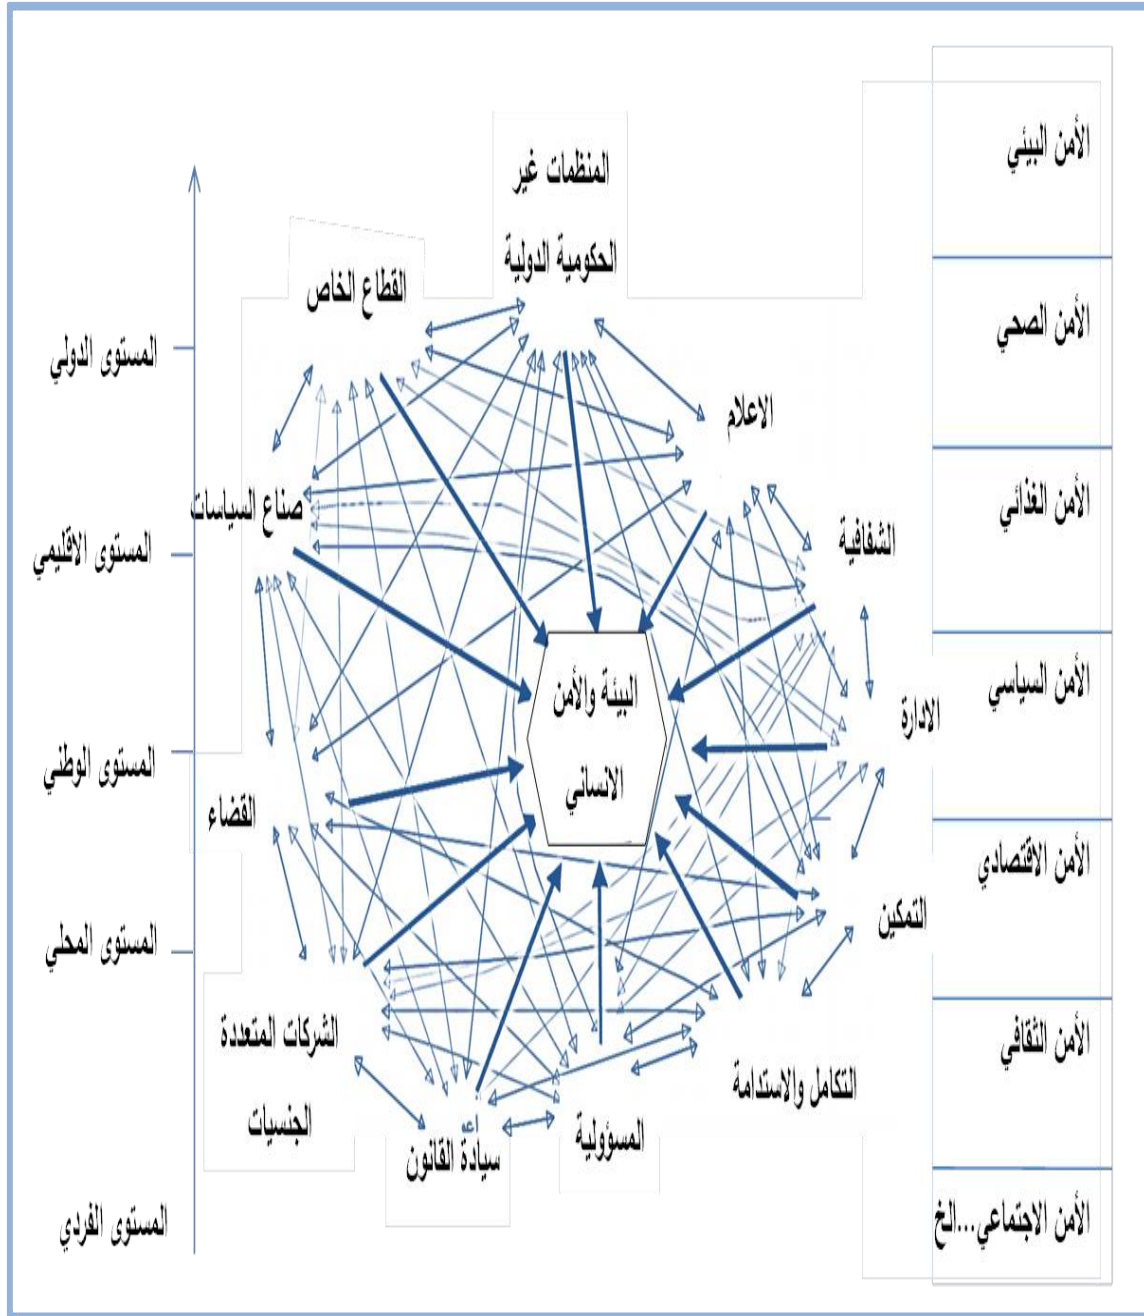 الأمن البيئي
الأمن الصحي
الأمن الغذائي
الأمن السياسي
الأمن الاقتصادي
الأمن الثقافي
الأمن الاجتماعي...الخ
المنظمات غير
الحكومية الدولية
القطاع الخاص
الاعلام
صناع السياسات
الشفافية
البيئة والأمن
الانساني
الادارة
القضاء
التمكين
الشركات المتعددة
الجنسيات
التكامل والاستدامة
المسؤولية
سيادة القانون
المستوى الدولي
المستوى الاقليمي
المستوى الوطني
المستوى المحلي
المستوى الفردي